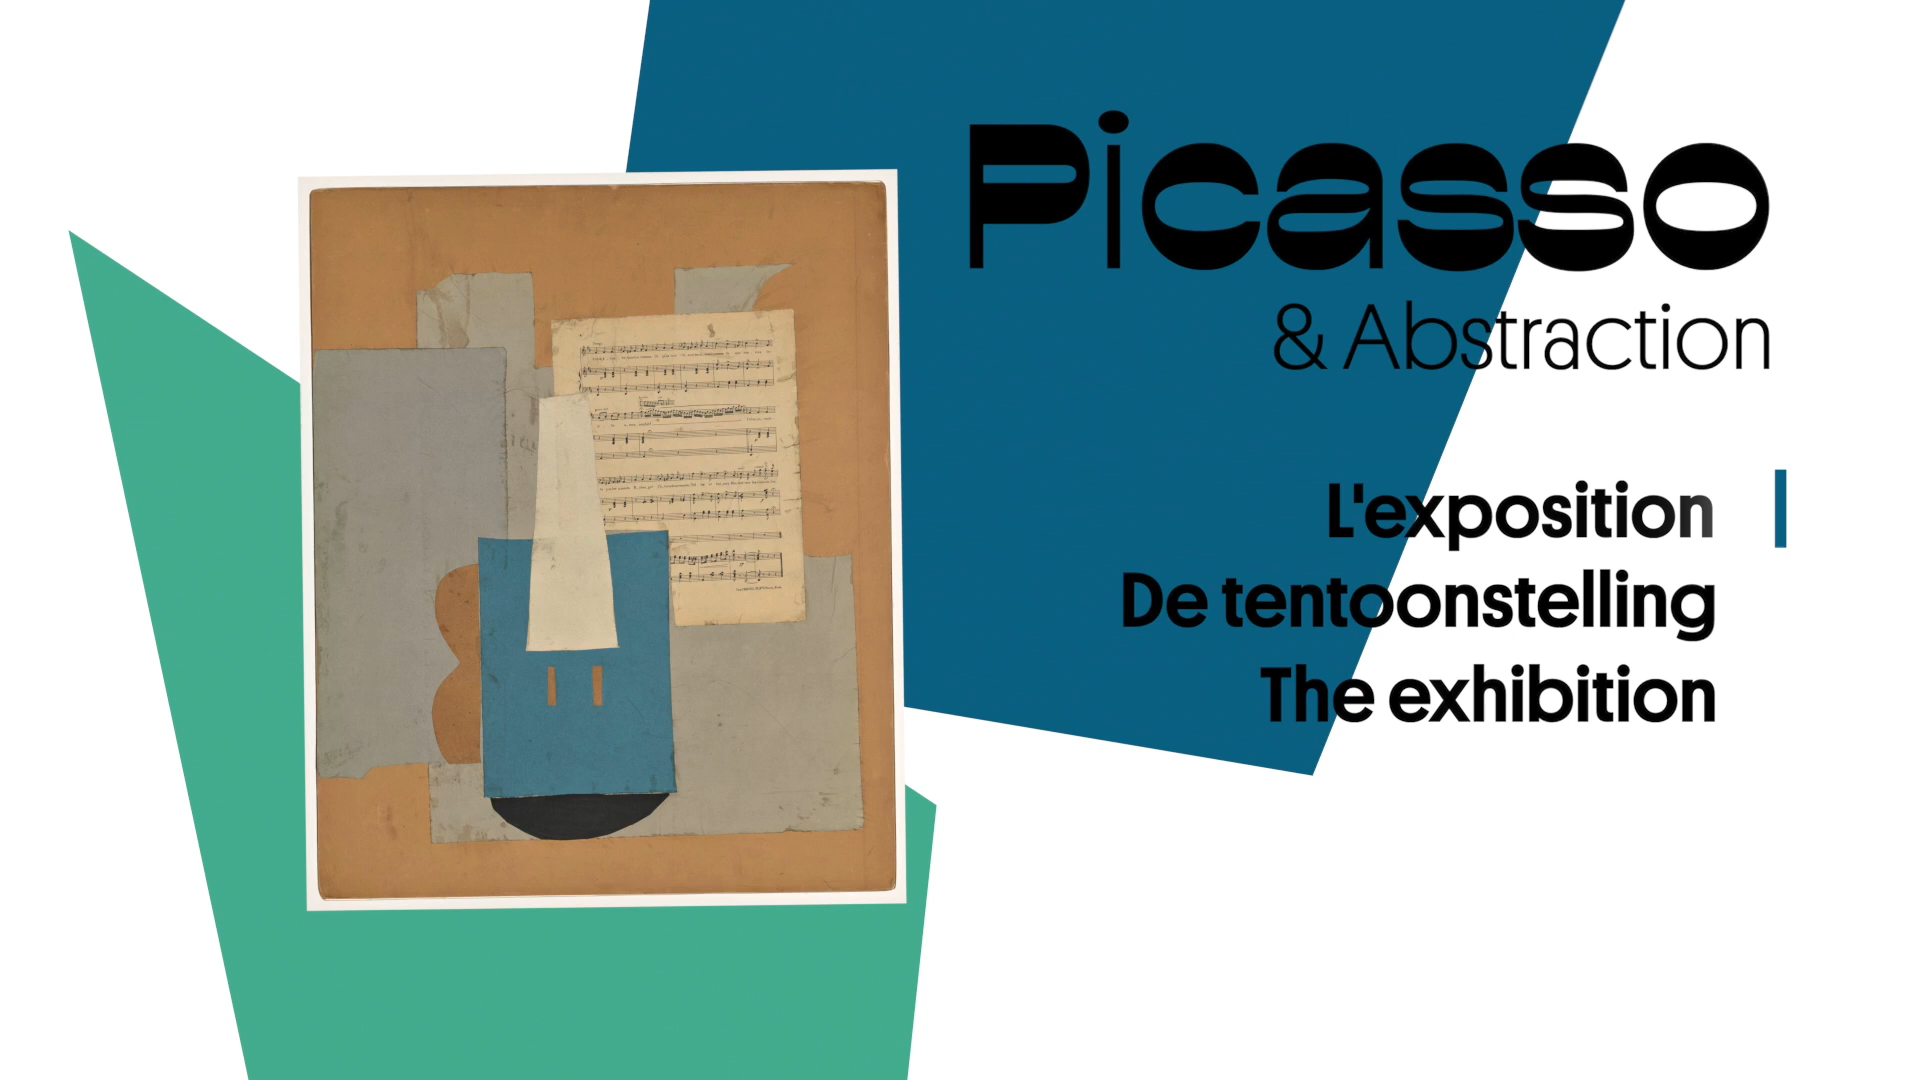 Picasso
& Abstraction
L'exposition
De tentoonstelling
The exhibition